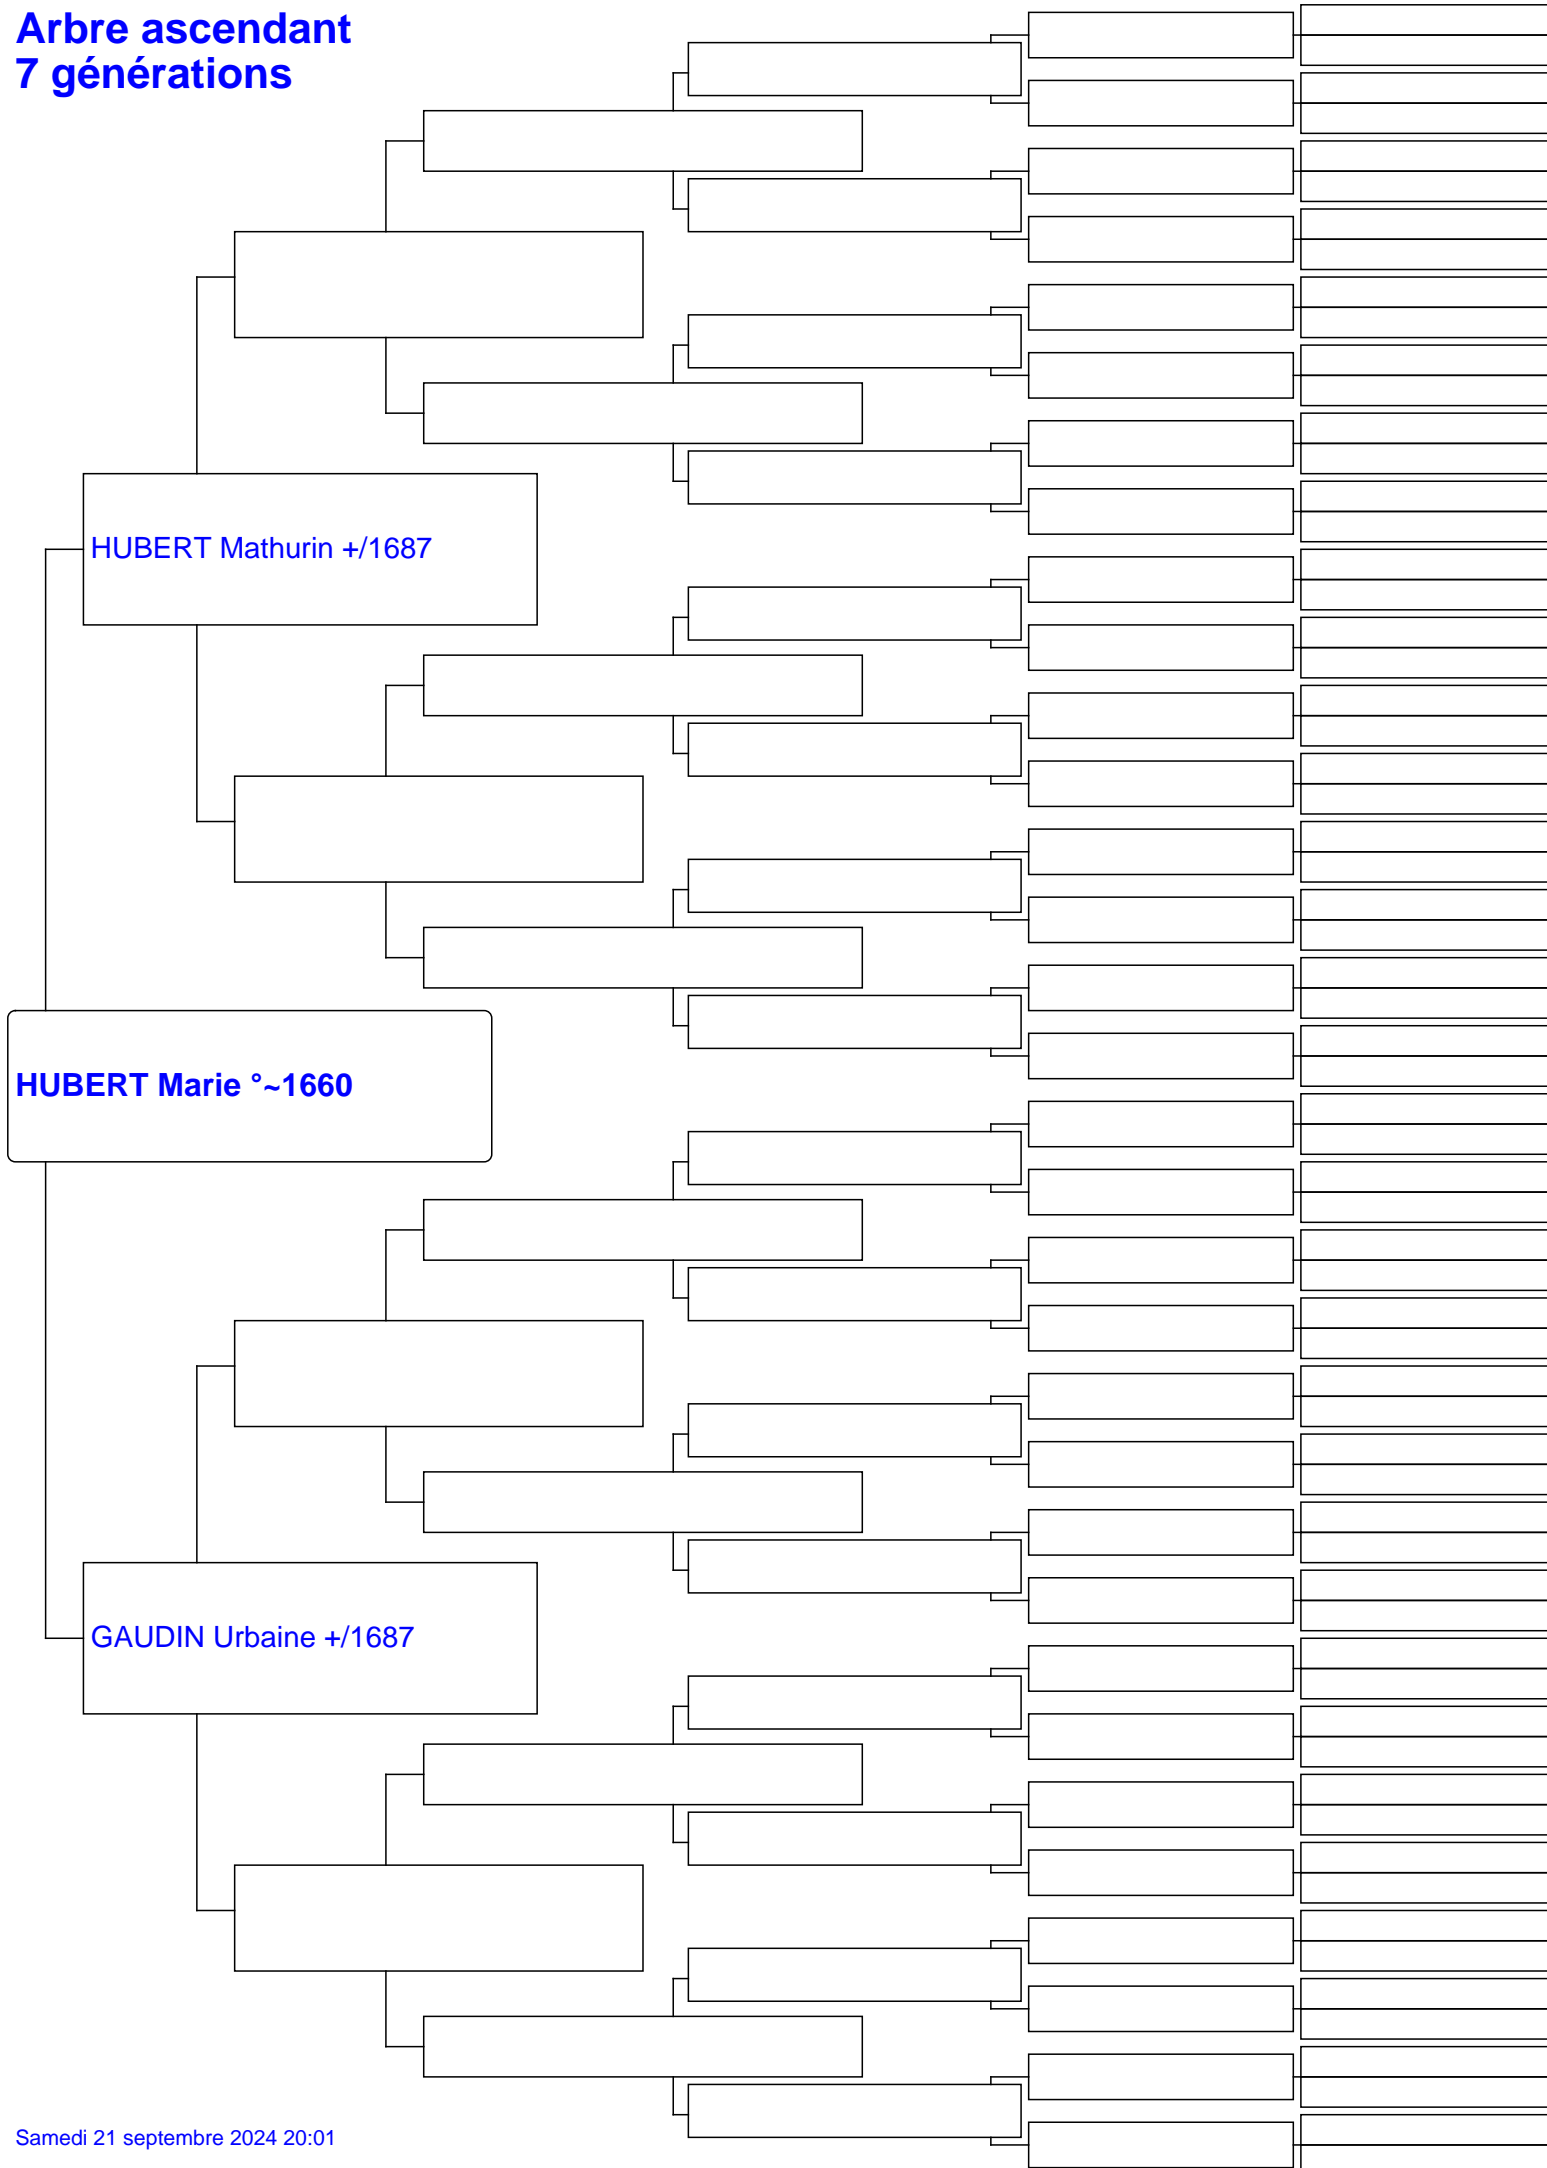 Arbre ascendant
7 générations
HUBERT Mathurin +/1687
HUBERT Marie °~1660
GAUDIN Urbaine +/1687
Samedi 21 septembre 2024 20:01